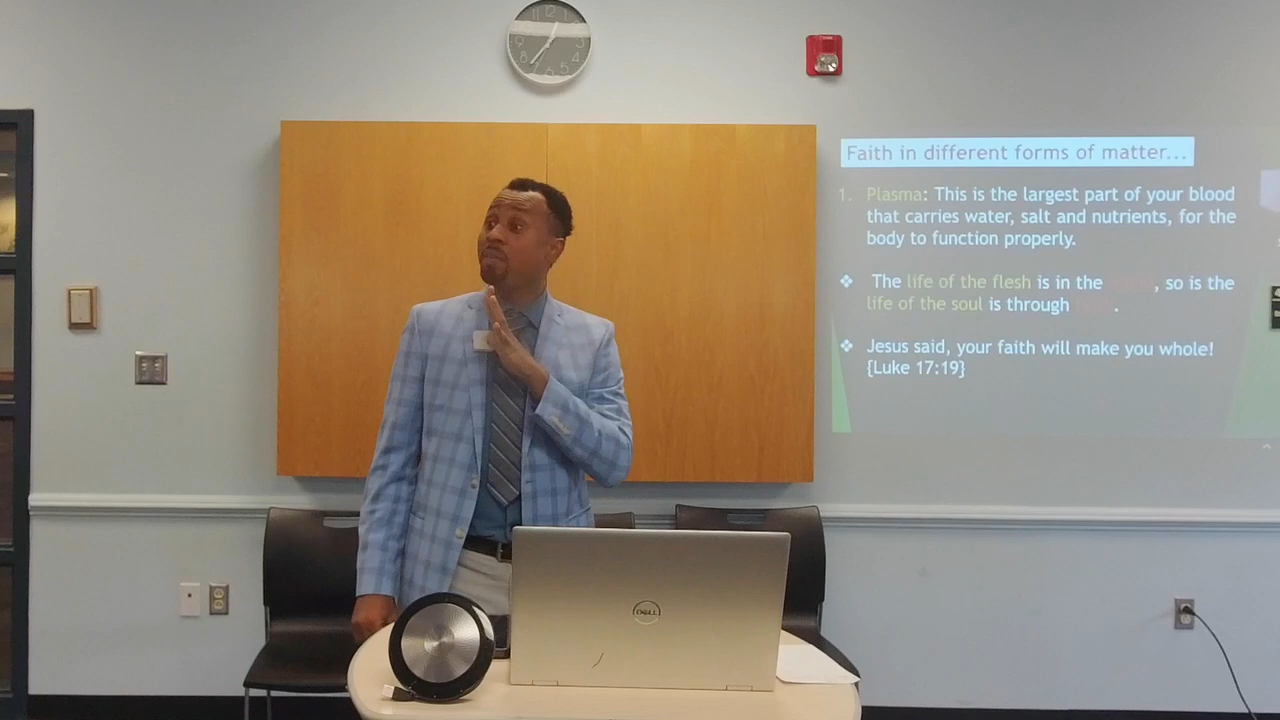 12
3
Faith in different forms of matter...
1. Plasma: This is the largest part of your blood
that carries water, salt and nutrients, for the
body to function properly.
❖ The life of the flesh is in the , so is the
life of the soul is through .
❖ Jesus said, your faith will make you whole!
{Luke 17:19}
DELL